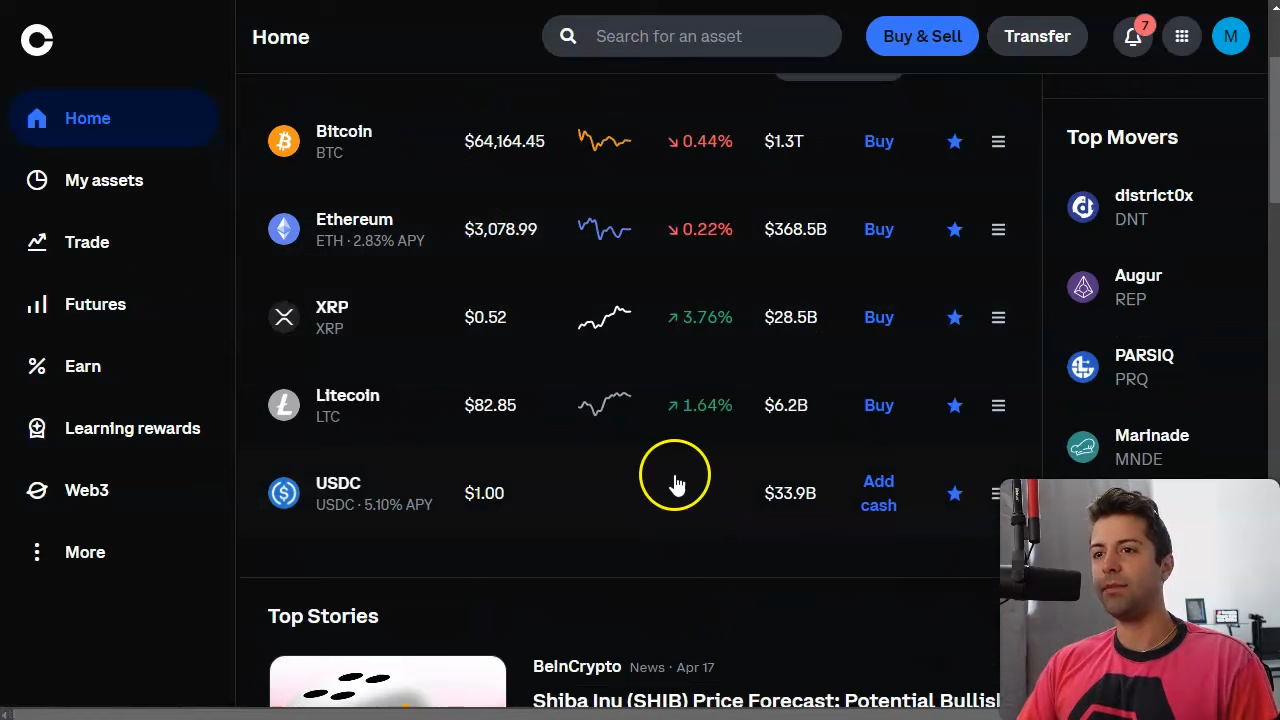 Home
Search for an asset
Buy & Sell
Transfer
7
M
Home
My assets
Trade
Futures
Earn
Learning rewards
Web3
More
Bitcoin
BTC
$64,164.45
↘ 0.44%
$1.3T
Buy
Ethereum
ETH · 2.83% APY
$3,078.99
↘ 0.22%
$368.5B
Buy
XRP
XRP
$0.52
↗ 3.76%
$28.5B
Buy
Litecoin
LTC
$82.85
↗ 1.64%
$6.2B
Buy
USDC
USDC · 5.10% APY
$1.00
$33.9B
Add
cash
Top Movers
district0x
DNT
Augur
REP
PARSIQ
PRQ
Marinade
MNDE
Top Stories
BeInCrypto News · Apr 17
Shiba Inu (SHIB) Price Forecast: Potential Bullish